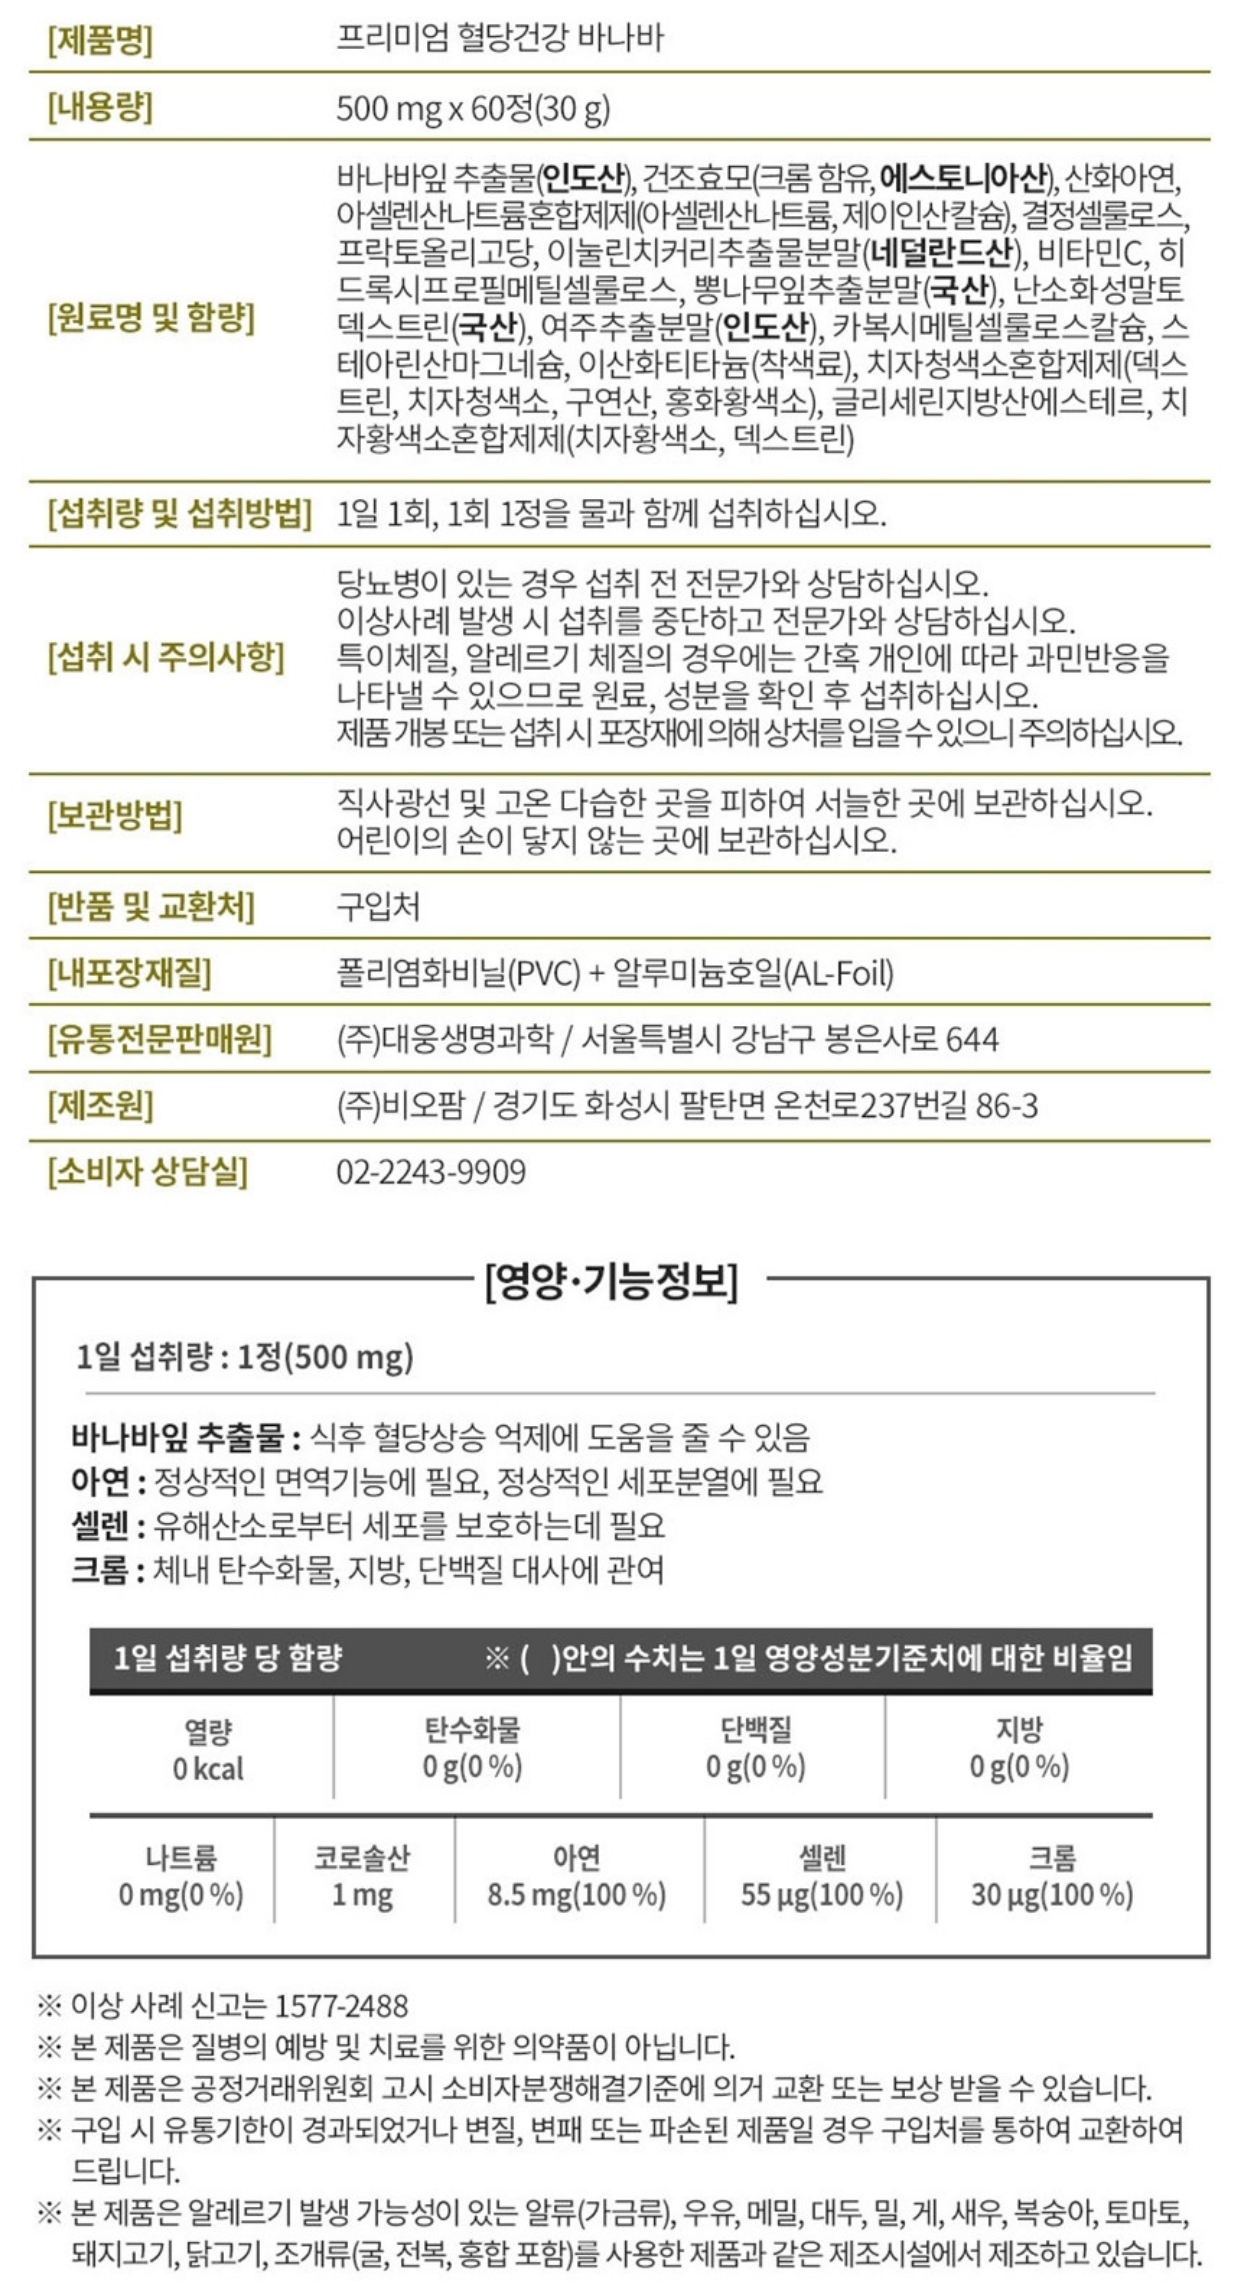 [제품명] 프리미엄 혈당건강 바나바
[내용량] 500 mg x 60정(30 g)
[원료명 및 함량]
바나바잎 추출물(인도산), 건조효모(크롬 함유, 에스토니아산), 산화아연,
아셀렌산나트륨혼합제제(아셀렌산나트륨, 제이인산칼슘), 결정셀룰로스,
프락토올리고당, 이눌린치커리추출물분말(네덜란드산), 비타민C, 히
드록시프로필메틸셀룰로스, 뽕나무잎추출분말(국산), 난소화성말토
덱스트린(국산), 여주추출분말(인도산), 카복시메틸셀룰로스칼슘, 스
테아린산마그네슘, 이산화티타늄(착색료), 치자청색소혼합제제(덱스
트린, 치자청색소, 구연산, 홍화황색소), 글리세린지방산에스테르, 치
자황색소혼합제제(치자황색소, 덱스트린)
[섭취량 및 섭취방법] 1일 1회, 1회 1정을 물과 함께 섭취하십시오.
[섭취 시 주의사항]
당뇨병이 있는 경우 섭취 전 전문가와 상담하십시오.
이상사례 발생 시 섭취를 중단하고 전문가와 상담하십시오.
특이체질, 알레르기 체질의 경우에는 간혹 개인에 따라 과민반응을
나타낼 수 있으므로 원료, 성분을 확인 후 섭취하십시오.
제품 개봉 또는 섭취 시 포장재에 의해 상처를 입을 수 있으니 주의하십시오.
[보관방법]
직사광선 및 고온 다습한 곳을 피하여 서늘한 곳에 보관하십시오.
어린이의 손이 닿지 않는 곳에 보관하십시오.
[반품 및 교환처] 구입처
[내포장재질] 폴리염화비닐(PVC) + 알루미늄호일(AL-Foil)
[유통전문판매원] (주)대웅생명과학 / 서울특별시 강남구 봉은사로 644
[제조원] (주)비오팜 / 경기도 화성시 팔탄면 온천로237번길 86-3
[소비자 상담실] 02-2243-9909
[영양·기능정보]
1일 섭취량 : 1정(500 mg)
바나바잎 추출물 : 식후 혈당상승 억제에 도움을 줄 수 있음
아연 : 정상적인 면역기능에 필요, 정상적인 세포분열에 필요
셀렌 : 유해산소로부터 세포를 보호하는데 필요
크롬 : 체내 탄수화물, 지방, 단백질 대사에 관여
1일 섭취량 당 함량 ※ ( )안의 수치는 1일 영양성분기준치에 대한 비율임
열량 탄수화물 단백질 지방
0 kcal 0 g(0 %) 0 g(0 %) 0 g(0 %)
나트륨 코로솔산 아연 셀렌 크롬
0 mg(0 %) 1 mg 8.5 mg(100 %) 55 μg(100 %) 30 μg(100 %)
※ 이상 사례 신고는 1577-2488
※ 본 제품은 질병의 예방 및 치료를 위한 의약품이 아닙니다.
※ 본 제품은 공정거래위원회 고시 소비자분쟁해결기준에 의거 교환 또는 보상 받을 수 있습니다.
※ 구입 시 유통기한이 경과되었거나 변질, 변패 또는 파손된 제품일 경우 구입처를 통하여 교환하여
드립니다.
※ 본 제품은 알레르기 발생 가능성이 있는 알류(가금류), 우유, 메밀, 대두, 밀, 게, 새우, 복숭아, 토마토,
돼지고기, 닭고기, 조개류(굴, 전복, 홍합 포함)를 사용한 제품과 같은 제조시설에서 제조하고 있습니다.